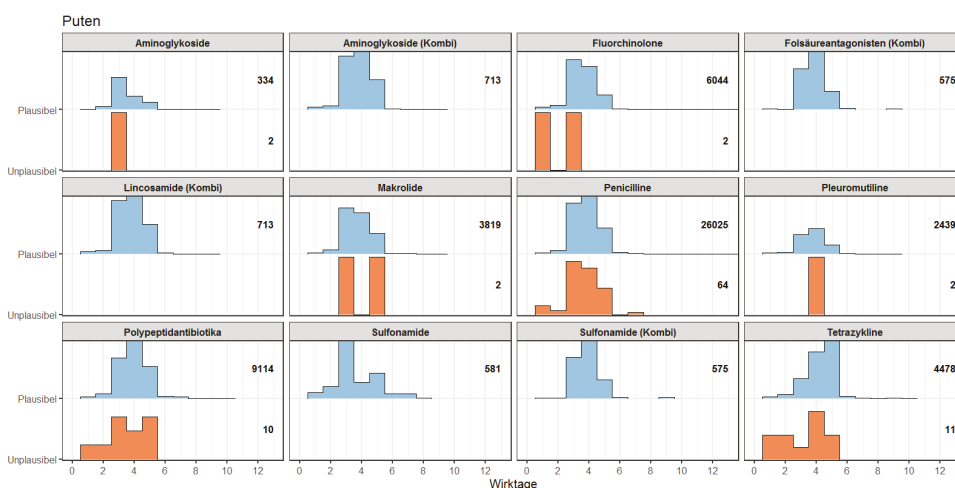 Puten
Aminoglykoside
Aminoglykoside (Kombi)
Fluorchinolone
Folsäureantagonisten (Kombi)
334
713
6044
575
Plausibel
2
2
Unplausibel
Lincosamide (Kombi)
Makrolide
Penicilline
Pleuromutiline
713
3819
26025
2439
Plausibel
2
64
2
Unplausibel
Polypeptidantibiotika
Sulfonamide
Sulfonamide (Kombi)
Tetrazykline
9114
581
575
4478
Plausibel
10
11
Unplausibel
0 2 4 6 8 10 12 0 2 4 6 8 10 12 0 2 4 6 8 10 12 0 2 4 6 8 10 12
Wirktage